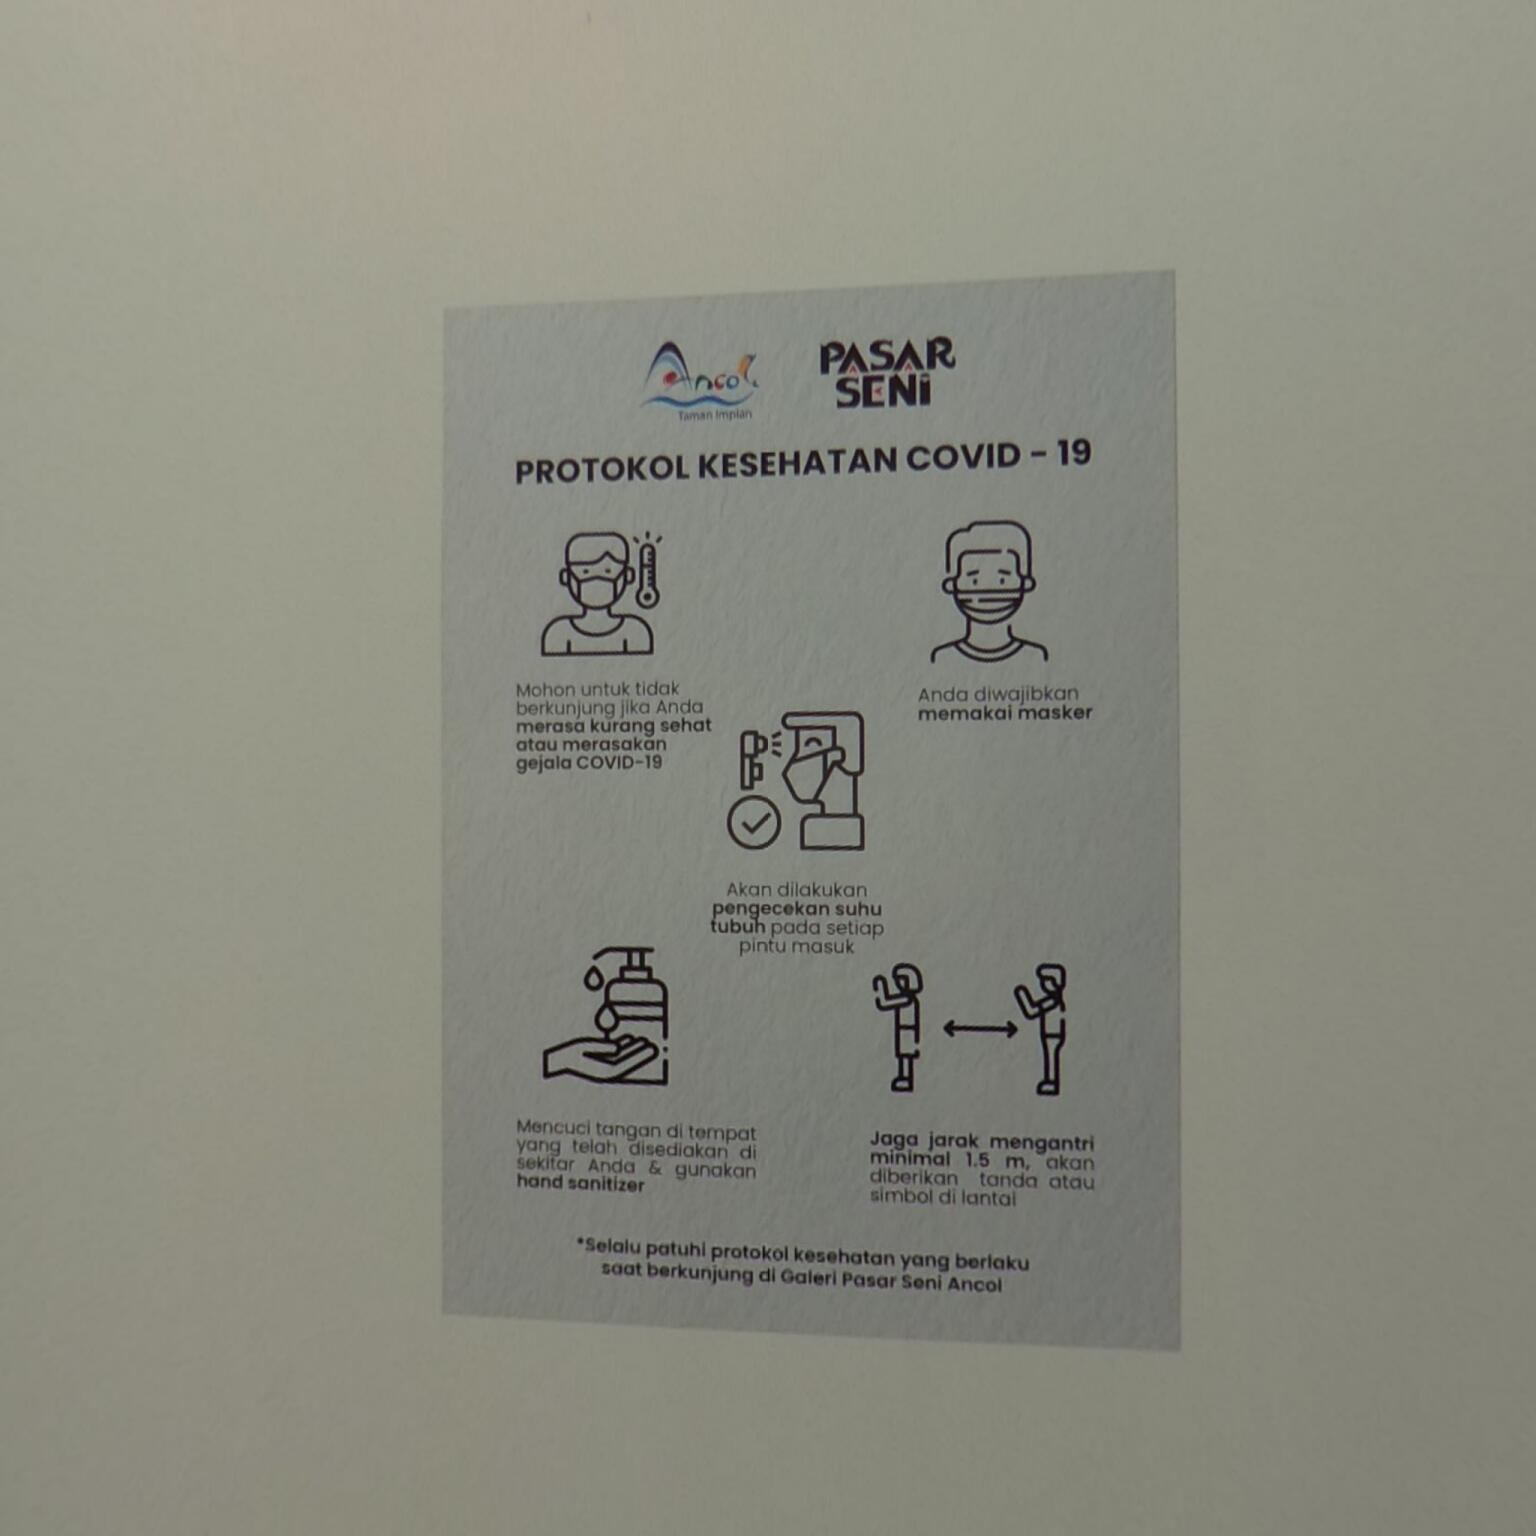 Ancol
Taman Impian
PASAR
SENI
PROTOKOL KESEHATAN COVID - 19
Mohon untuk tidak
berkunjung jika Anda
merasa kurang sehat
atau merasakan
gejala COVID-19
Anda diwajibkan
memakai masker
Akan dilakukan
pengecekan suhu
tubuh pada setiap
pintu masuk
Mencuci tangan di tempat
yang telah disediakan di
sekitar Anda & gunakan
hand sanitizer
Jaga jarak mengantri
minimal 1.5 m, akan
diberikan tanda atau
simbol di lantai
*Selalu patuhi protokol kesehatan yang berlaku
saat berkunjung di Galeri Pasar Seni Ancol